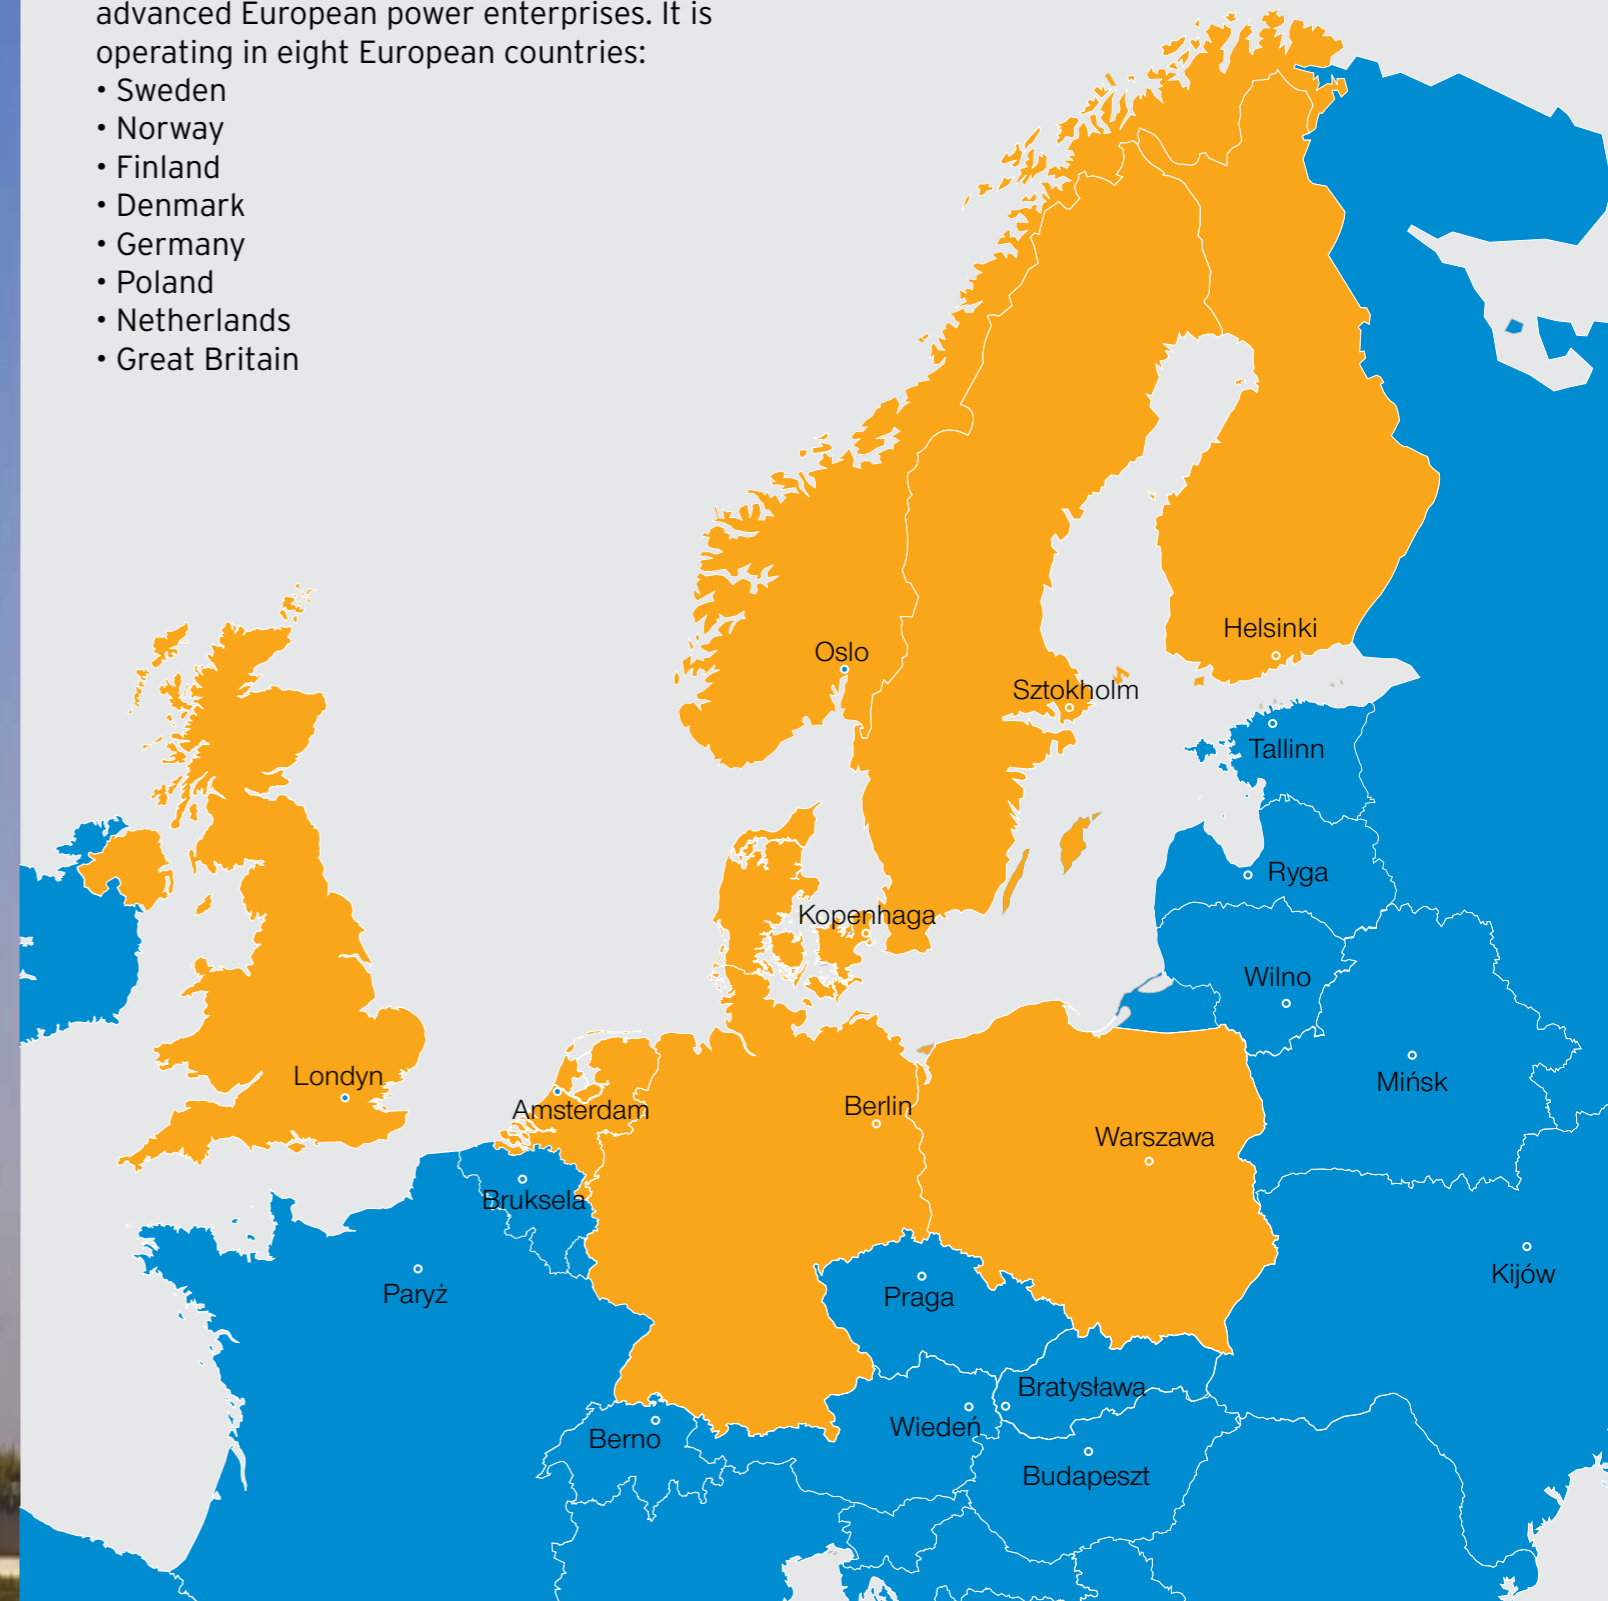 advanced European power enterprises. It is
operating in eight European countries:
• Sweden
• Norway
• Finland
• Denmark
• Germany
• Poland
• Netherlands
• Great Britain
Helsinki
Oslo
Sztokholm
Tallinn
Ryga
Kopenhaga
Wilno
Londyn
Mińsk
Amsterdam
Berlin
Warszawa
Bruksela
Kijów
Paryż
Praga
Bratysława
Wiedeń
Berno
Budapeszt